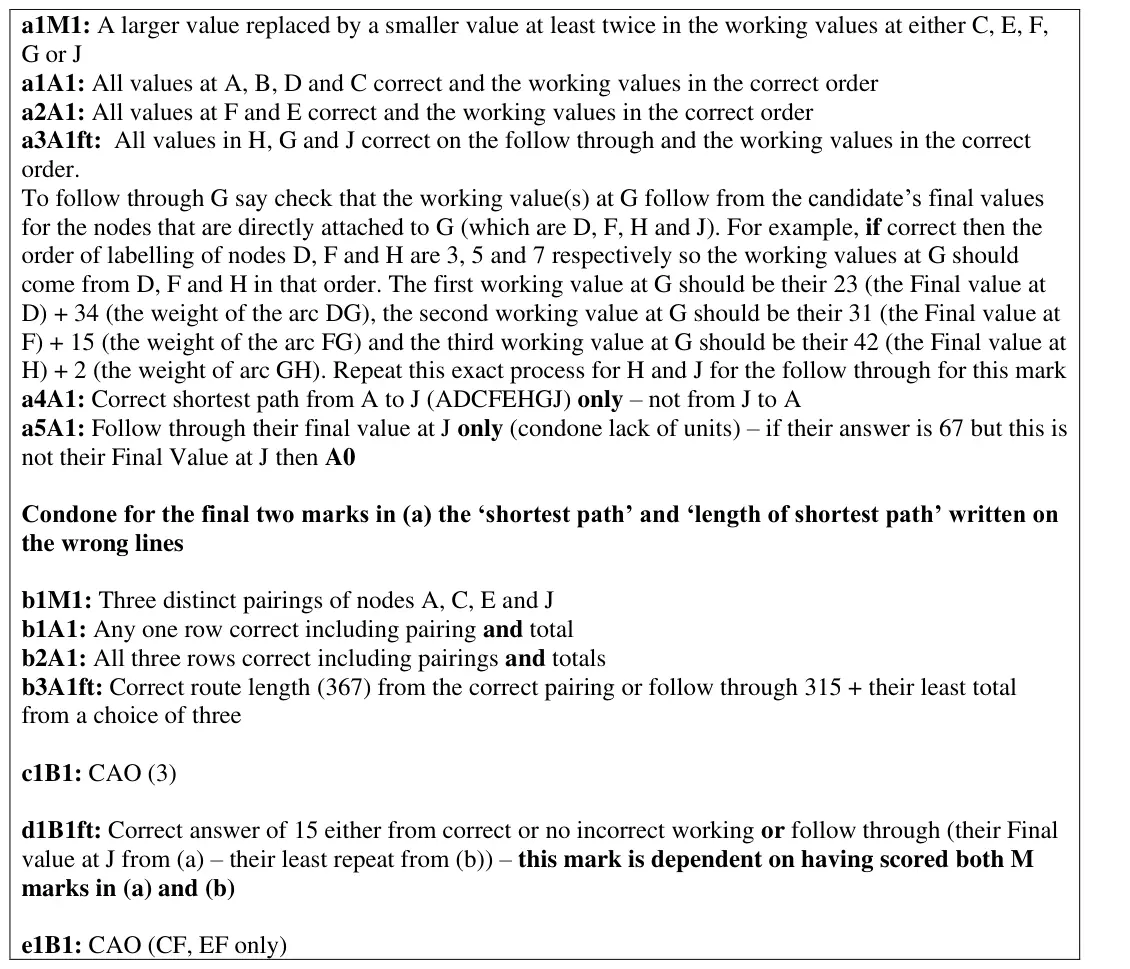 a1M1: A larger value replaced by a smaller value at least twice in the working values at either C, E, F,
G or J
a1A1: All values at A, B, D and C correct and the working values in the correct order
a2A1: All values at F and E correct and the working values in the correct order
a3A1ft:  All values in H, G and J correct on the follow through and the working values in the correct
order.
To follow through G say check that the working value(s) at G follow from the candidate’s final values
for the nodes that are directly attached to G (which are D, F, H and J). For example, if correct then the
order of labelling of nodes D, F and H are 3, 5 and 7 respectively so the working values at G should
come from D, F and H in that order. The first working value at G should be their 23 (the Final value at
D) + 34 (the weight of the arc DG), the second working value at G should be their 31 (the Final value at
F) + 15 (the weight of the arc FG) and the third working value at G should be their 42 (the Final value at
H) + 2 (the weight of arc GH). Repeat this exact process for H and J for the follow through for this mark
a4A1: Correct shortest path from A to J (ADCFEHGJ) only – not from J to A
a5A1: Follow through their final value at J only (condone lack of units) – if their answer is 67 but this is
not their Final Value at J then A0
Condone for the final two marks in (a) the ‘shortest path’ and ‘length of shortest path’ written on
the wrong lines
b1M1: Three distinct pairings of nodes A, C, E and J
b1A1: Any one row correct including pairing and total
b2A1: All three rows correct including pairings and totals
b3A1ft: Correct route length (367) from the correct pairing or follow through 315 + their least total
from a choice of three
c1B1: CAO (3)
d1B1ft: Correct answer of 15 either from correct or no incorrect working or follow through (their Final
value at J from (a) – their least repeat from (b)) – this mark is dependent on having scored both M
marks in (a) and (b)
e1B1: CAO (CF, EF only)